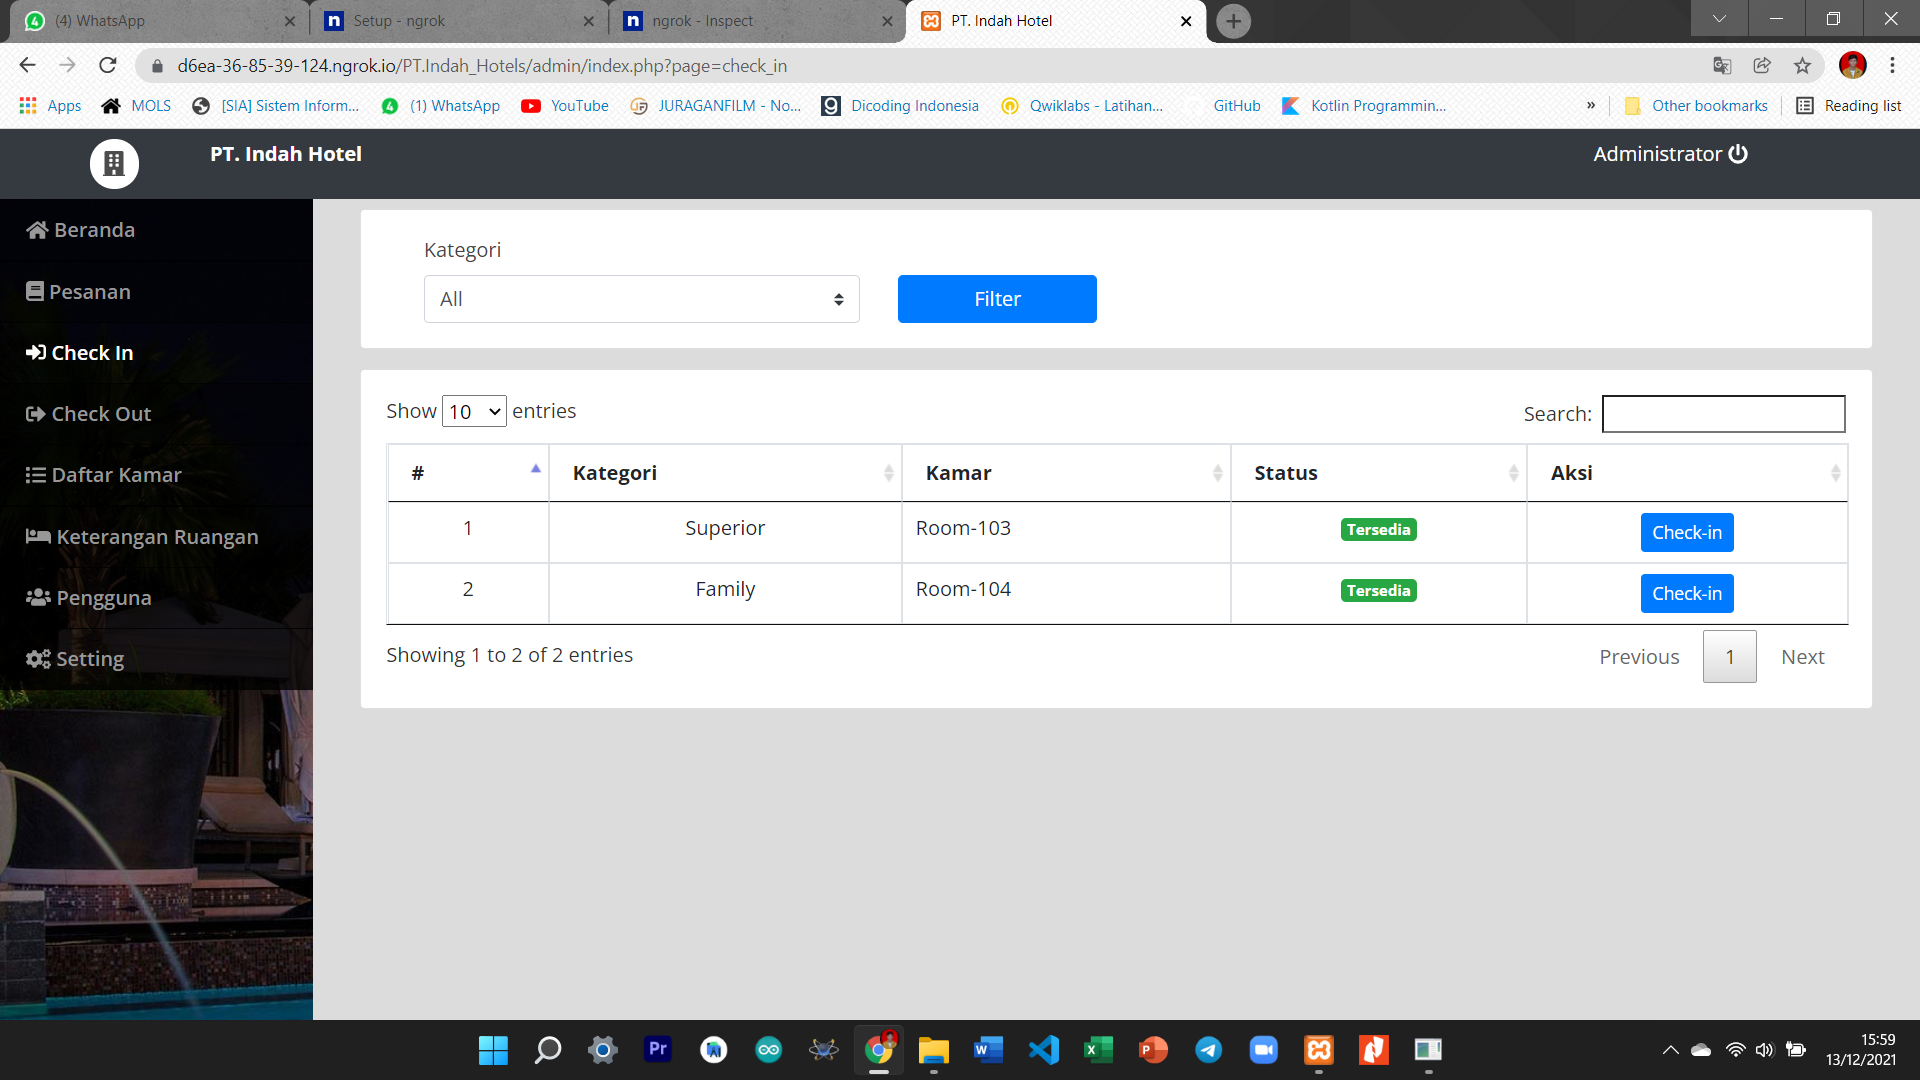 (4) WhatsApp
Setup - ngrok
ngrok - Inspect
PT. Indah Hotel
d6ea-36-85-39-124.ngrok.io/PT.Indah_Hotels/admin/index.php?page=check_in
Apps
MOLS
[SIA] Sistem Inform...
(1) WhatsApp
YouTube
JURAGANFILM - No...
Dicoding Indonesia
Qwiklabs - Latihan...
GitHub
Kotlin Programmin...
»
Other bookmarks
Reading list
PT. Indah Hotel
Administrator
Beranda
Pesanan
Check In
Check Out
Daftar Kamar
Keterangan Ruangan
Pengguna
Setting
Kategori
All
Filter
Show 10 entries
Search:
# Kategori Kamar Status Aksi
1 Superior Room-103 Tersedia Check-in
2 Family Room-104 Tersedia Check-in
Showing 1 to 2 of 2 entries
Previous 1 Next
15:59
13/12/2021